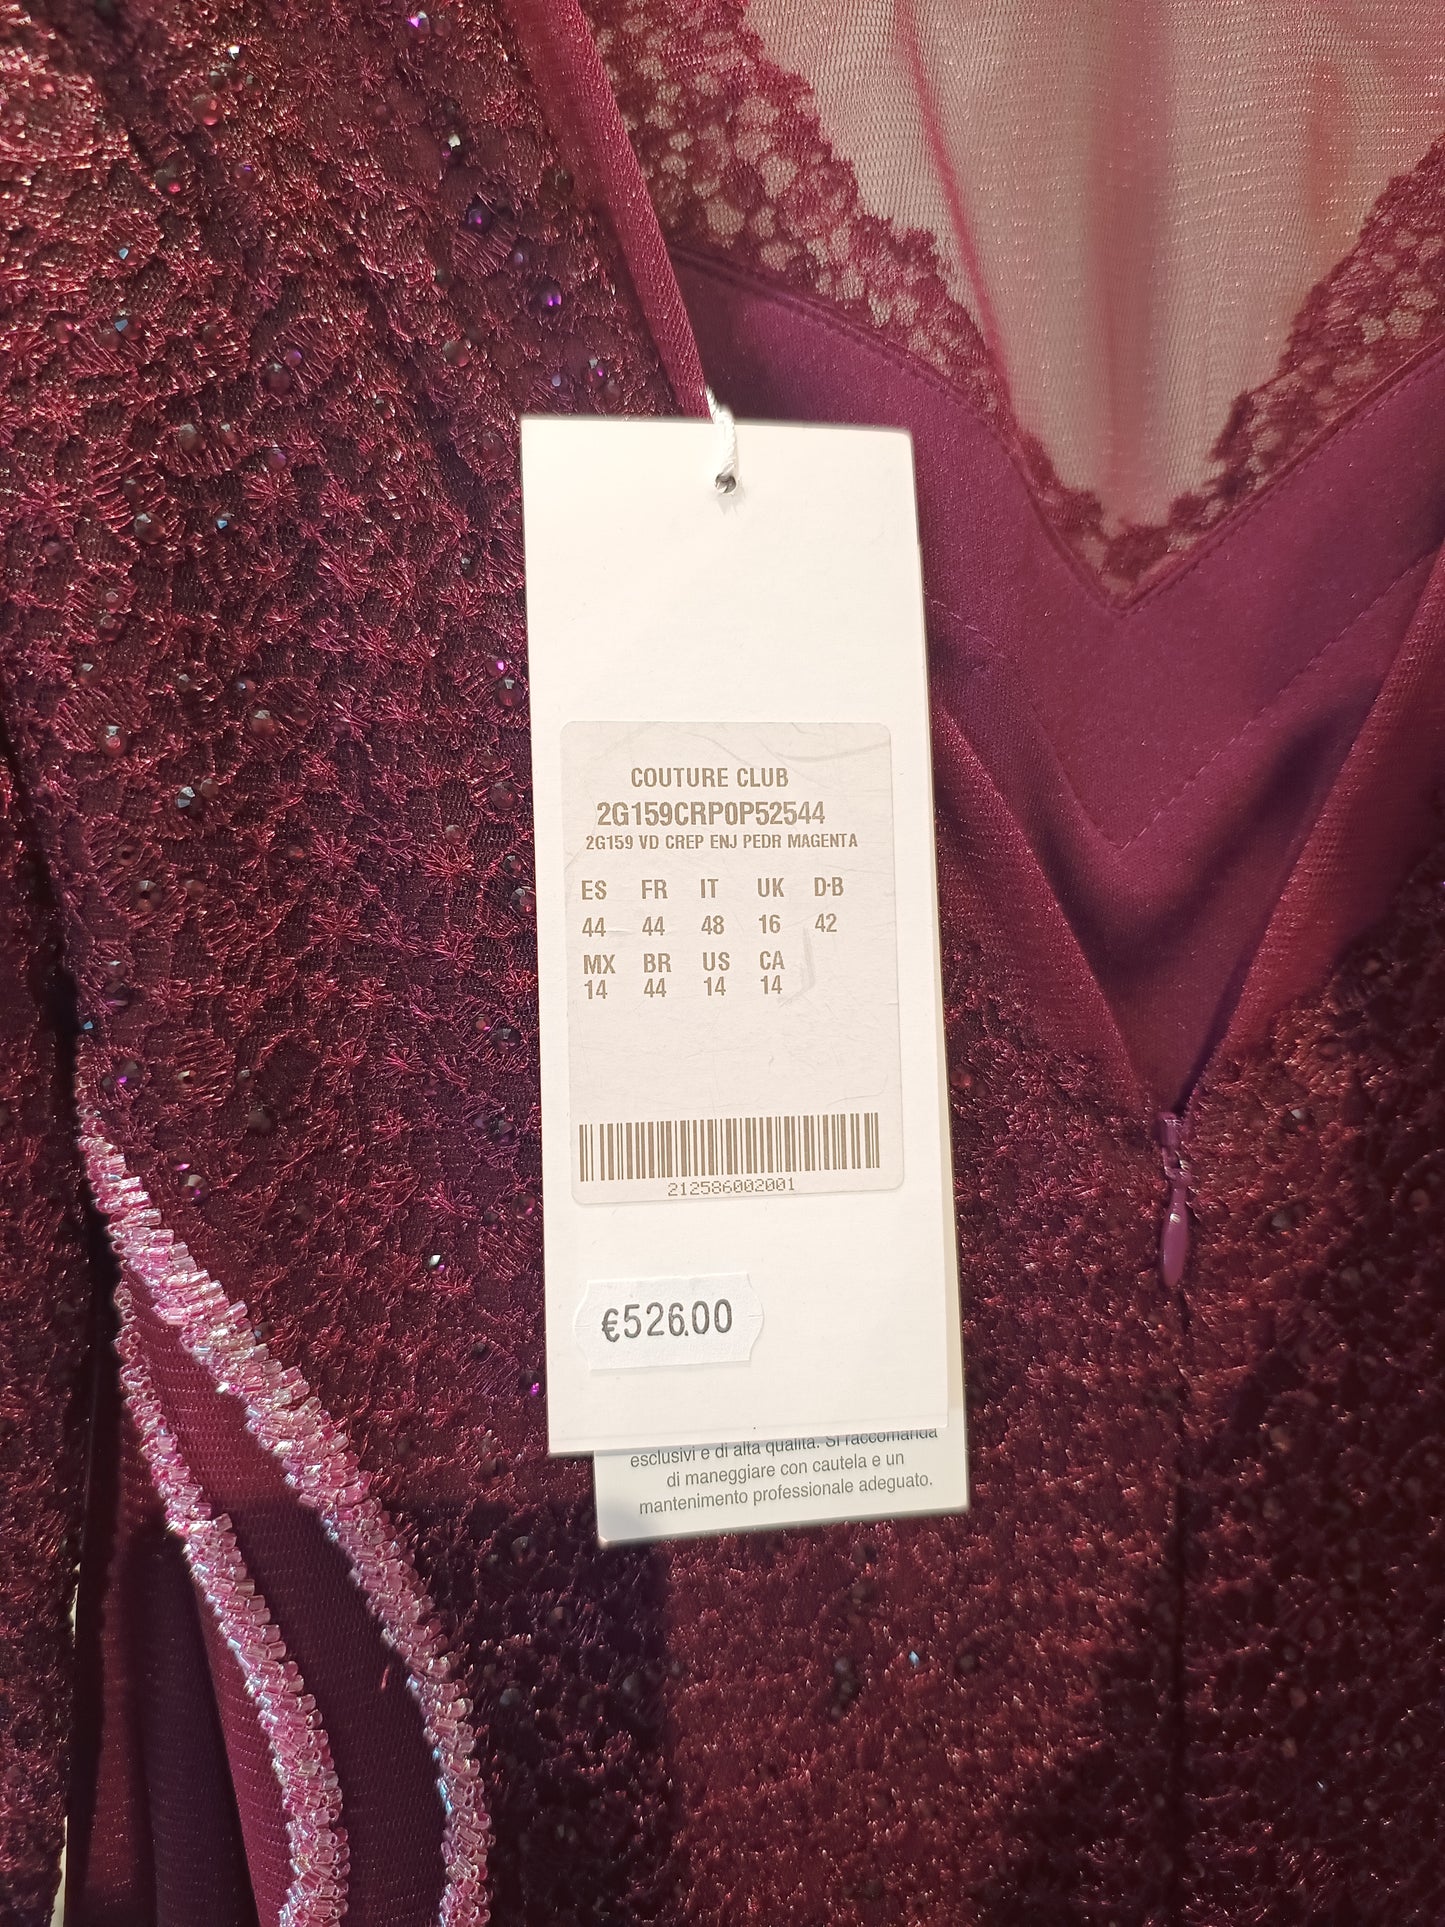 COUTURE CLUB
2G159CRP0P52544
2G159 VD CREP ENJ PEDR MAGENTA
ES FR IT UK D-B
44 44 48 16 42
MX BR US CA
14 44 14 14
212586002001
€526.00
esclusivi e di alta qualità. Si raccomanda
di maneggiare con cautela e un
mantenimento professionale adeguato.